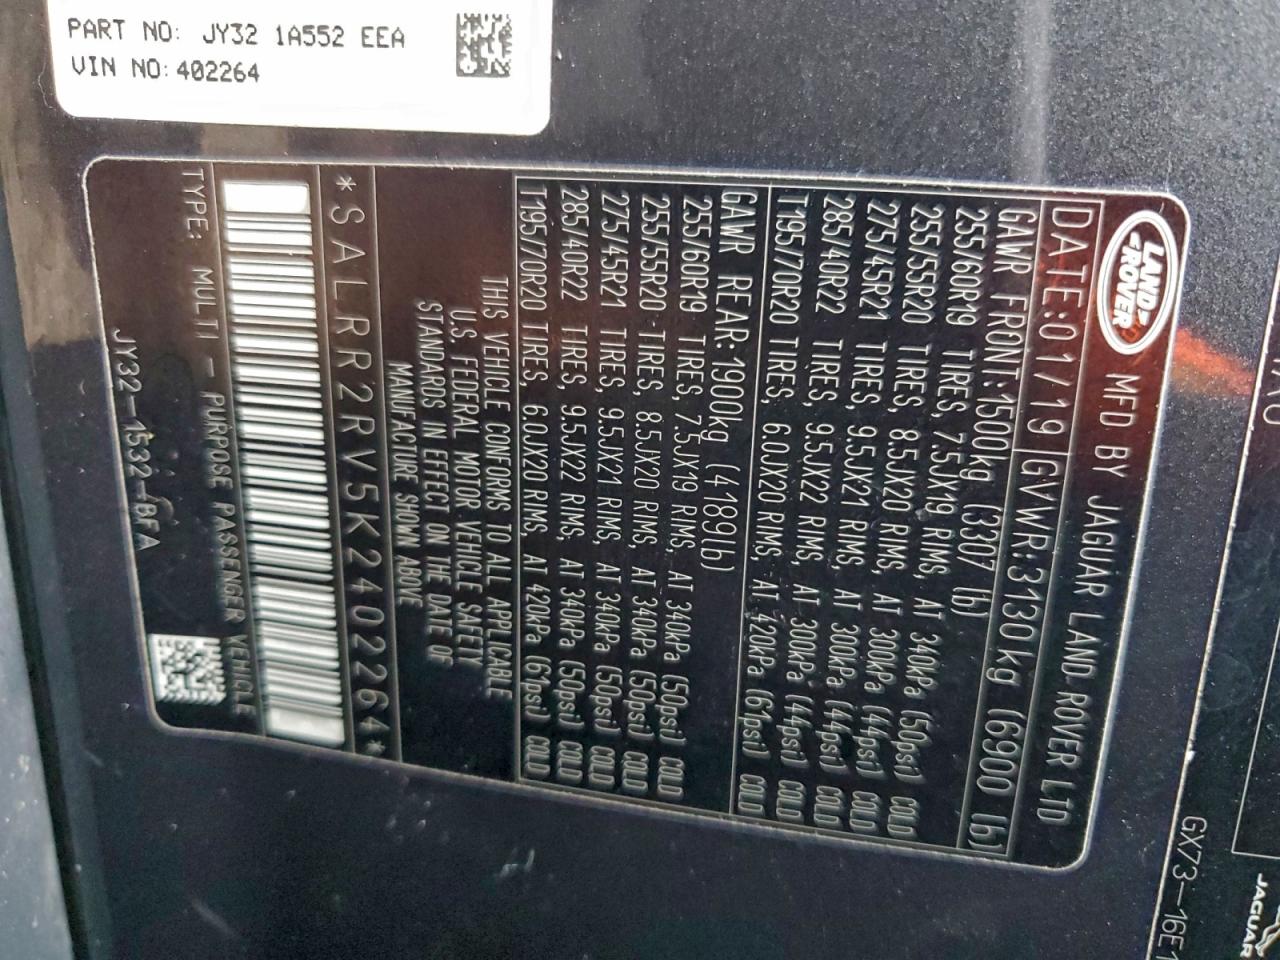 PART NO: JY32 1A552 EEA
VIN NO: 402264
LAND ROVER
MFD BY JAGUAR LAND ROVER LTD
DATE:01/19 GVWR:3130kg (6900 lb)
GAWR FRONT:1500kg (3307 lb)
255/60R19 TIRES, 7.5JX19 RIMS, AT 340kPa (50psi) COLD
255/55R20 TIRES, 8.5JX20 RIMS, AT 300kPa (44psi) COLD
275/45R21 TIRES, 9.5JX21 RIMS, AT 300kPa (44psi) COLD
285/40R22 TIRES, 9.5JX22 RIMS, AT 300kPa (44psi) COLD
T195/70R20 TIRES, 6.0JX20 RIMS, AT 420kPa (61psi) COLD
GAWR REAR:1900kg (4189lb)
255/60R19 TIRES, 7.5JX19 RIMS, AT 340kPa (50psi) COLD
255/55R20 TIRES, 8.5JX20 RIMS, AT 340kPa (50psi) COLD
275/45R21 TIRES, 9.5JX21 RIMS, AT 340kPa (50psi) COLD
285/40R22 TIRES, 9.5JX22 RIMS, AT 340kPa (50psi) COLD
T195/70R20 TIRES, 6.0JX20 RIMS, AT 420kPa (61psi) COLD
THIS VEHICLE CONFORMS TO ALL APPLICABLE
U.S. FEDERAL MOTOR VEHICLE SAFETY
STANDARDS IN EFFECT ON THE DATE OF
MANUFACTURE SHOWN ABOVE
*SALRR2RV5K2402264*
TYPE: MULTI-PURPOSE PASSENGER VEHICLE
JY32-1532-BFA
GX73-16E1
JAGUAR